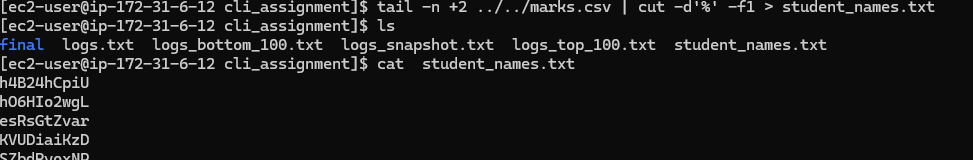 [ec2-user@ip-172-31-6-12 cli_assignment]$ tail -n +2 ../../marks.csv | cut -d'%' -f1 > student_names.txt
[ec2-user@ip-172-31-6-12 cli_assignment]$ ls
final logs.txt logs_bottom_100.txt logs_snapshot.txt logs_top_100.txt student_names.txt
[ec2-user@ip-172-31-6-12 cli_assignment]$ cat student_names.txt
h4B24hCpiU
hO6HIo2wgL
esRsGtZvar
KVUDiaiKzD